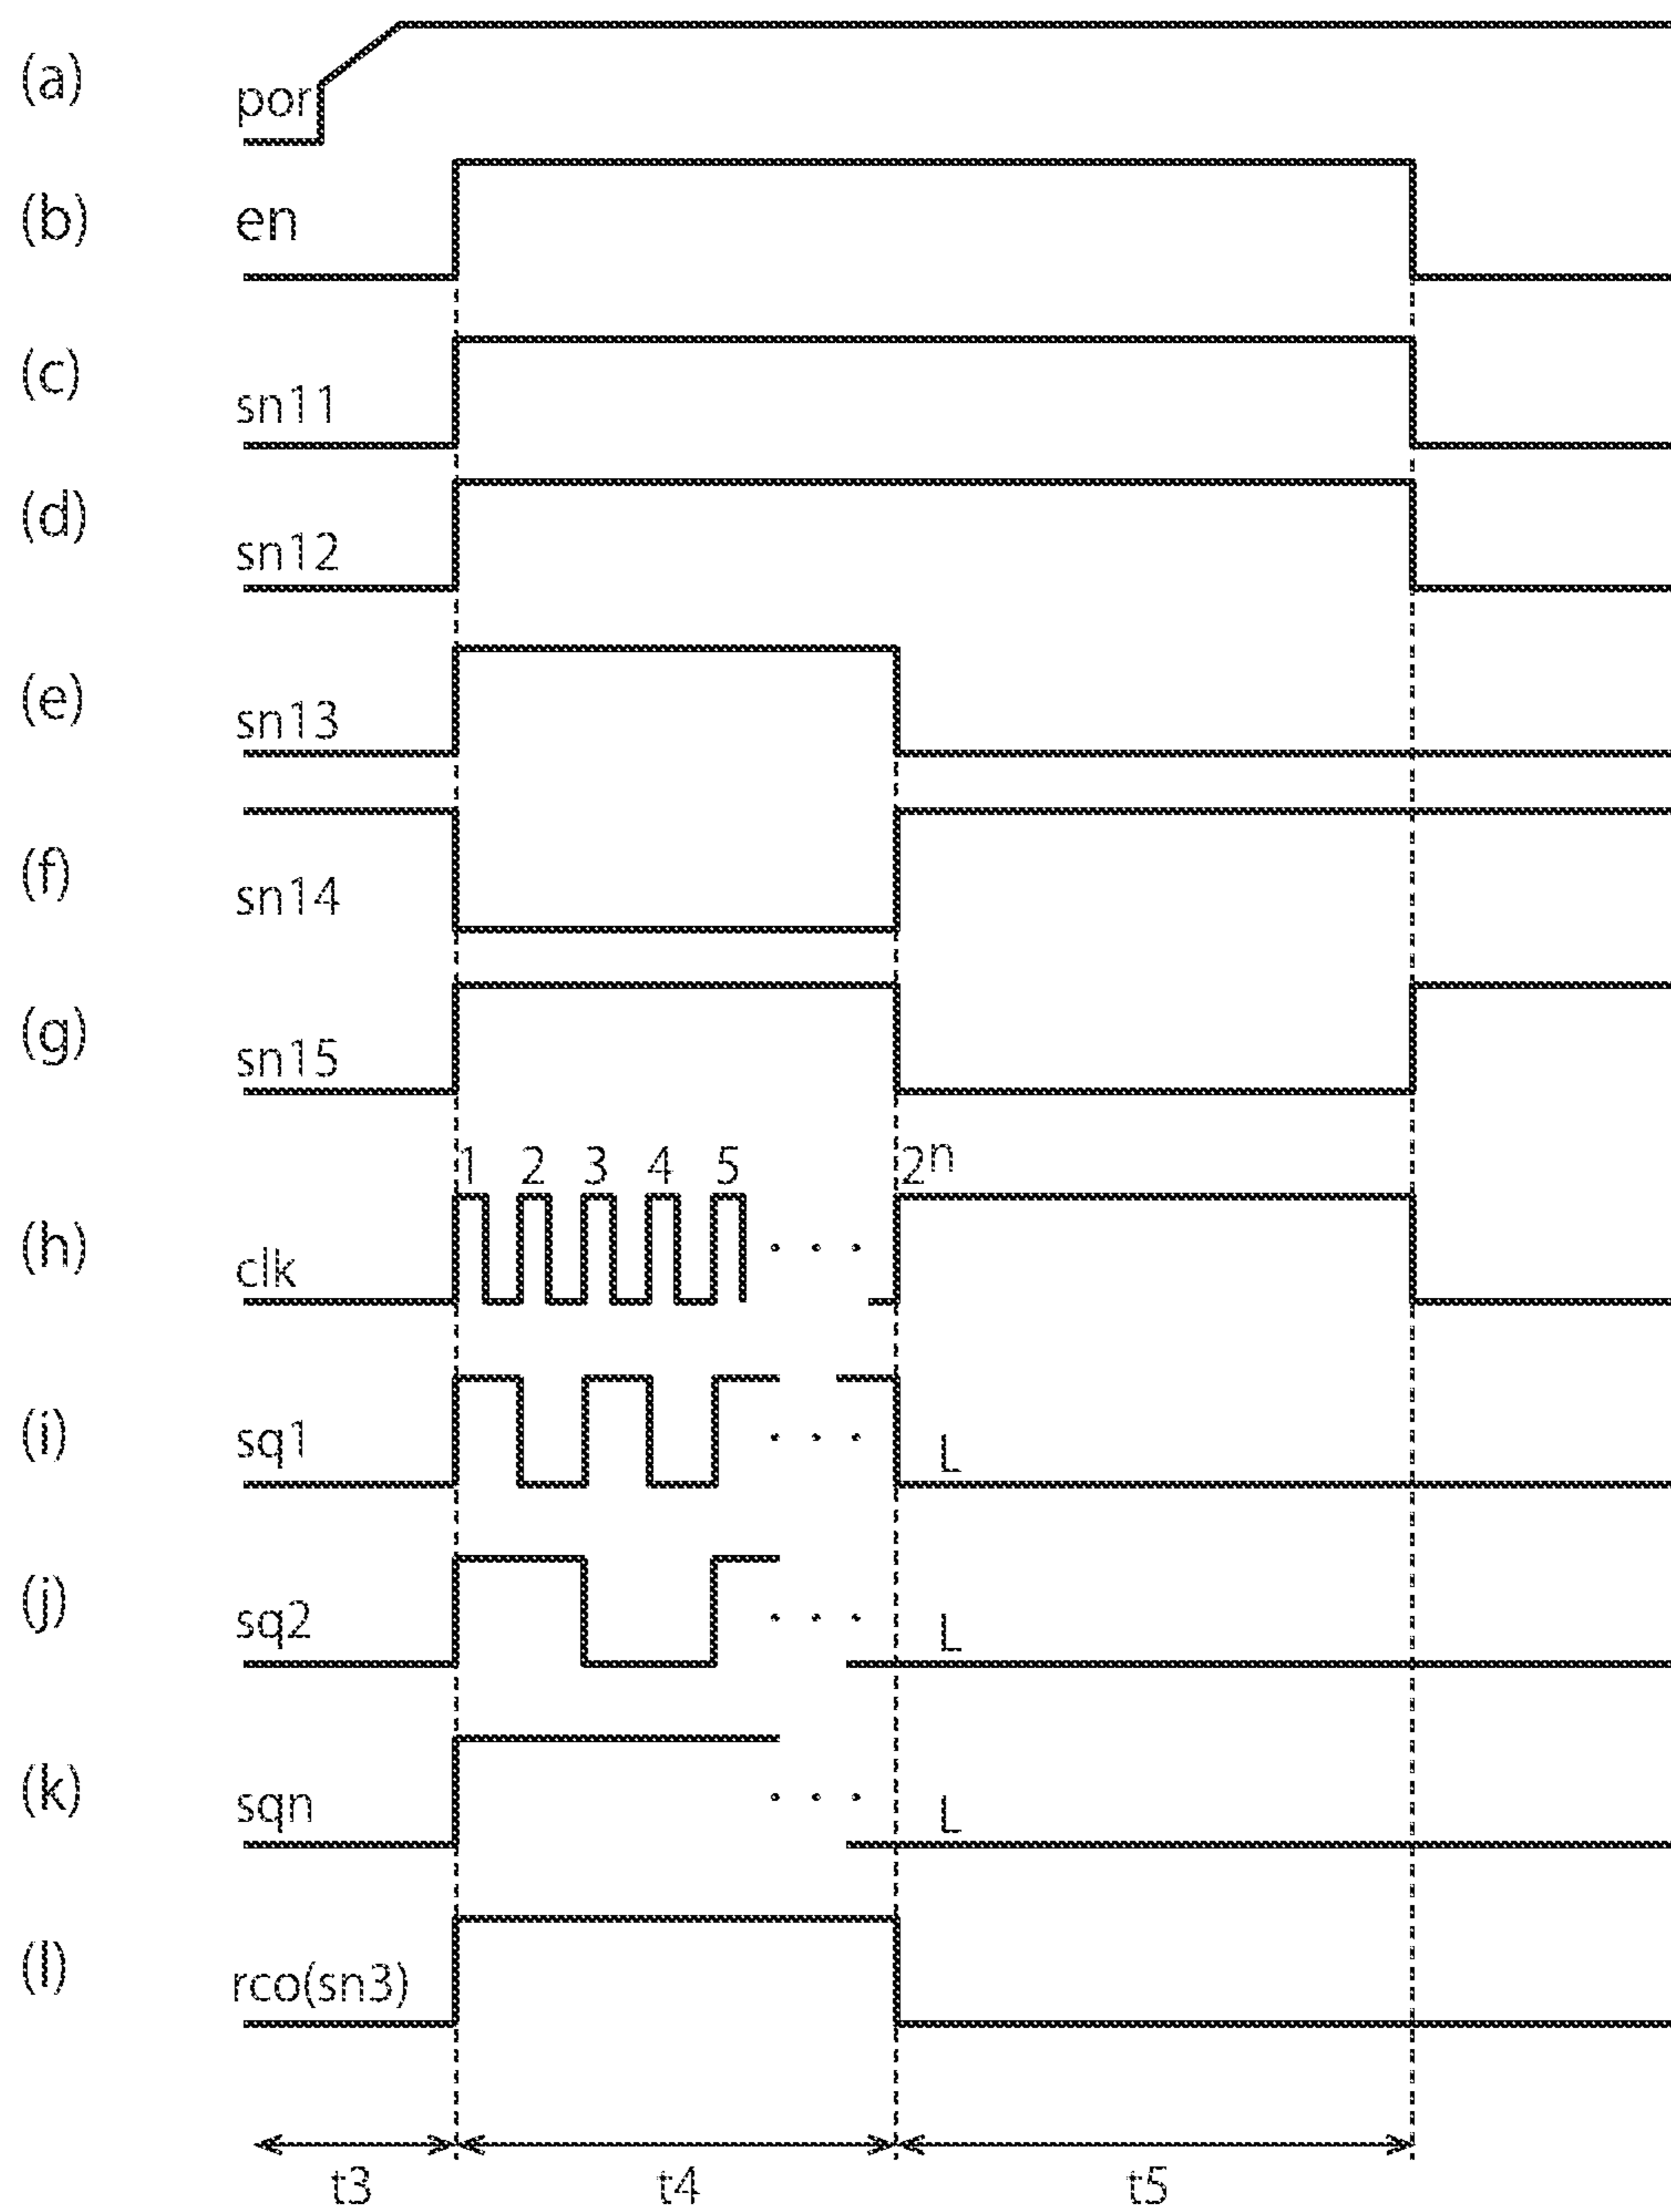 (a) por
(b) en
(c) sn11
(d) sn12
(e) sn13
(f) sn14
(g) sn15
1 2 3 4 5 ... 2ⁿ
(h) clk
(i) sq1 ... L
(j) sq2 ... L
(k) sqn ... L
(l) rco(sn3)
t3 t4 t5